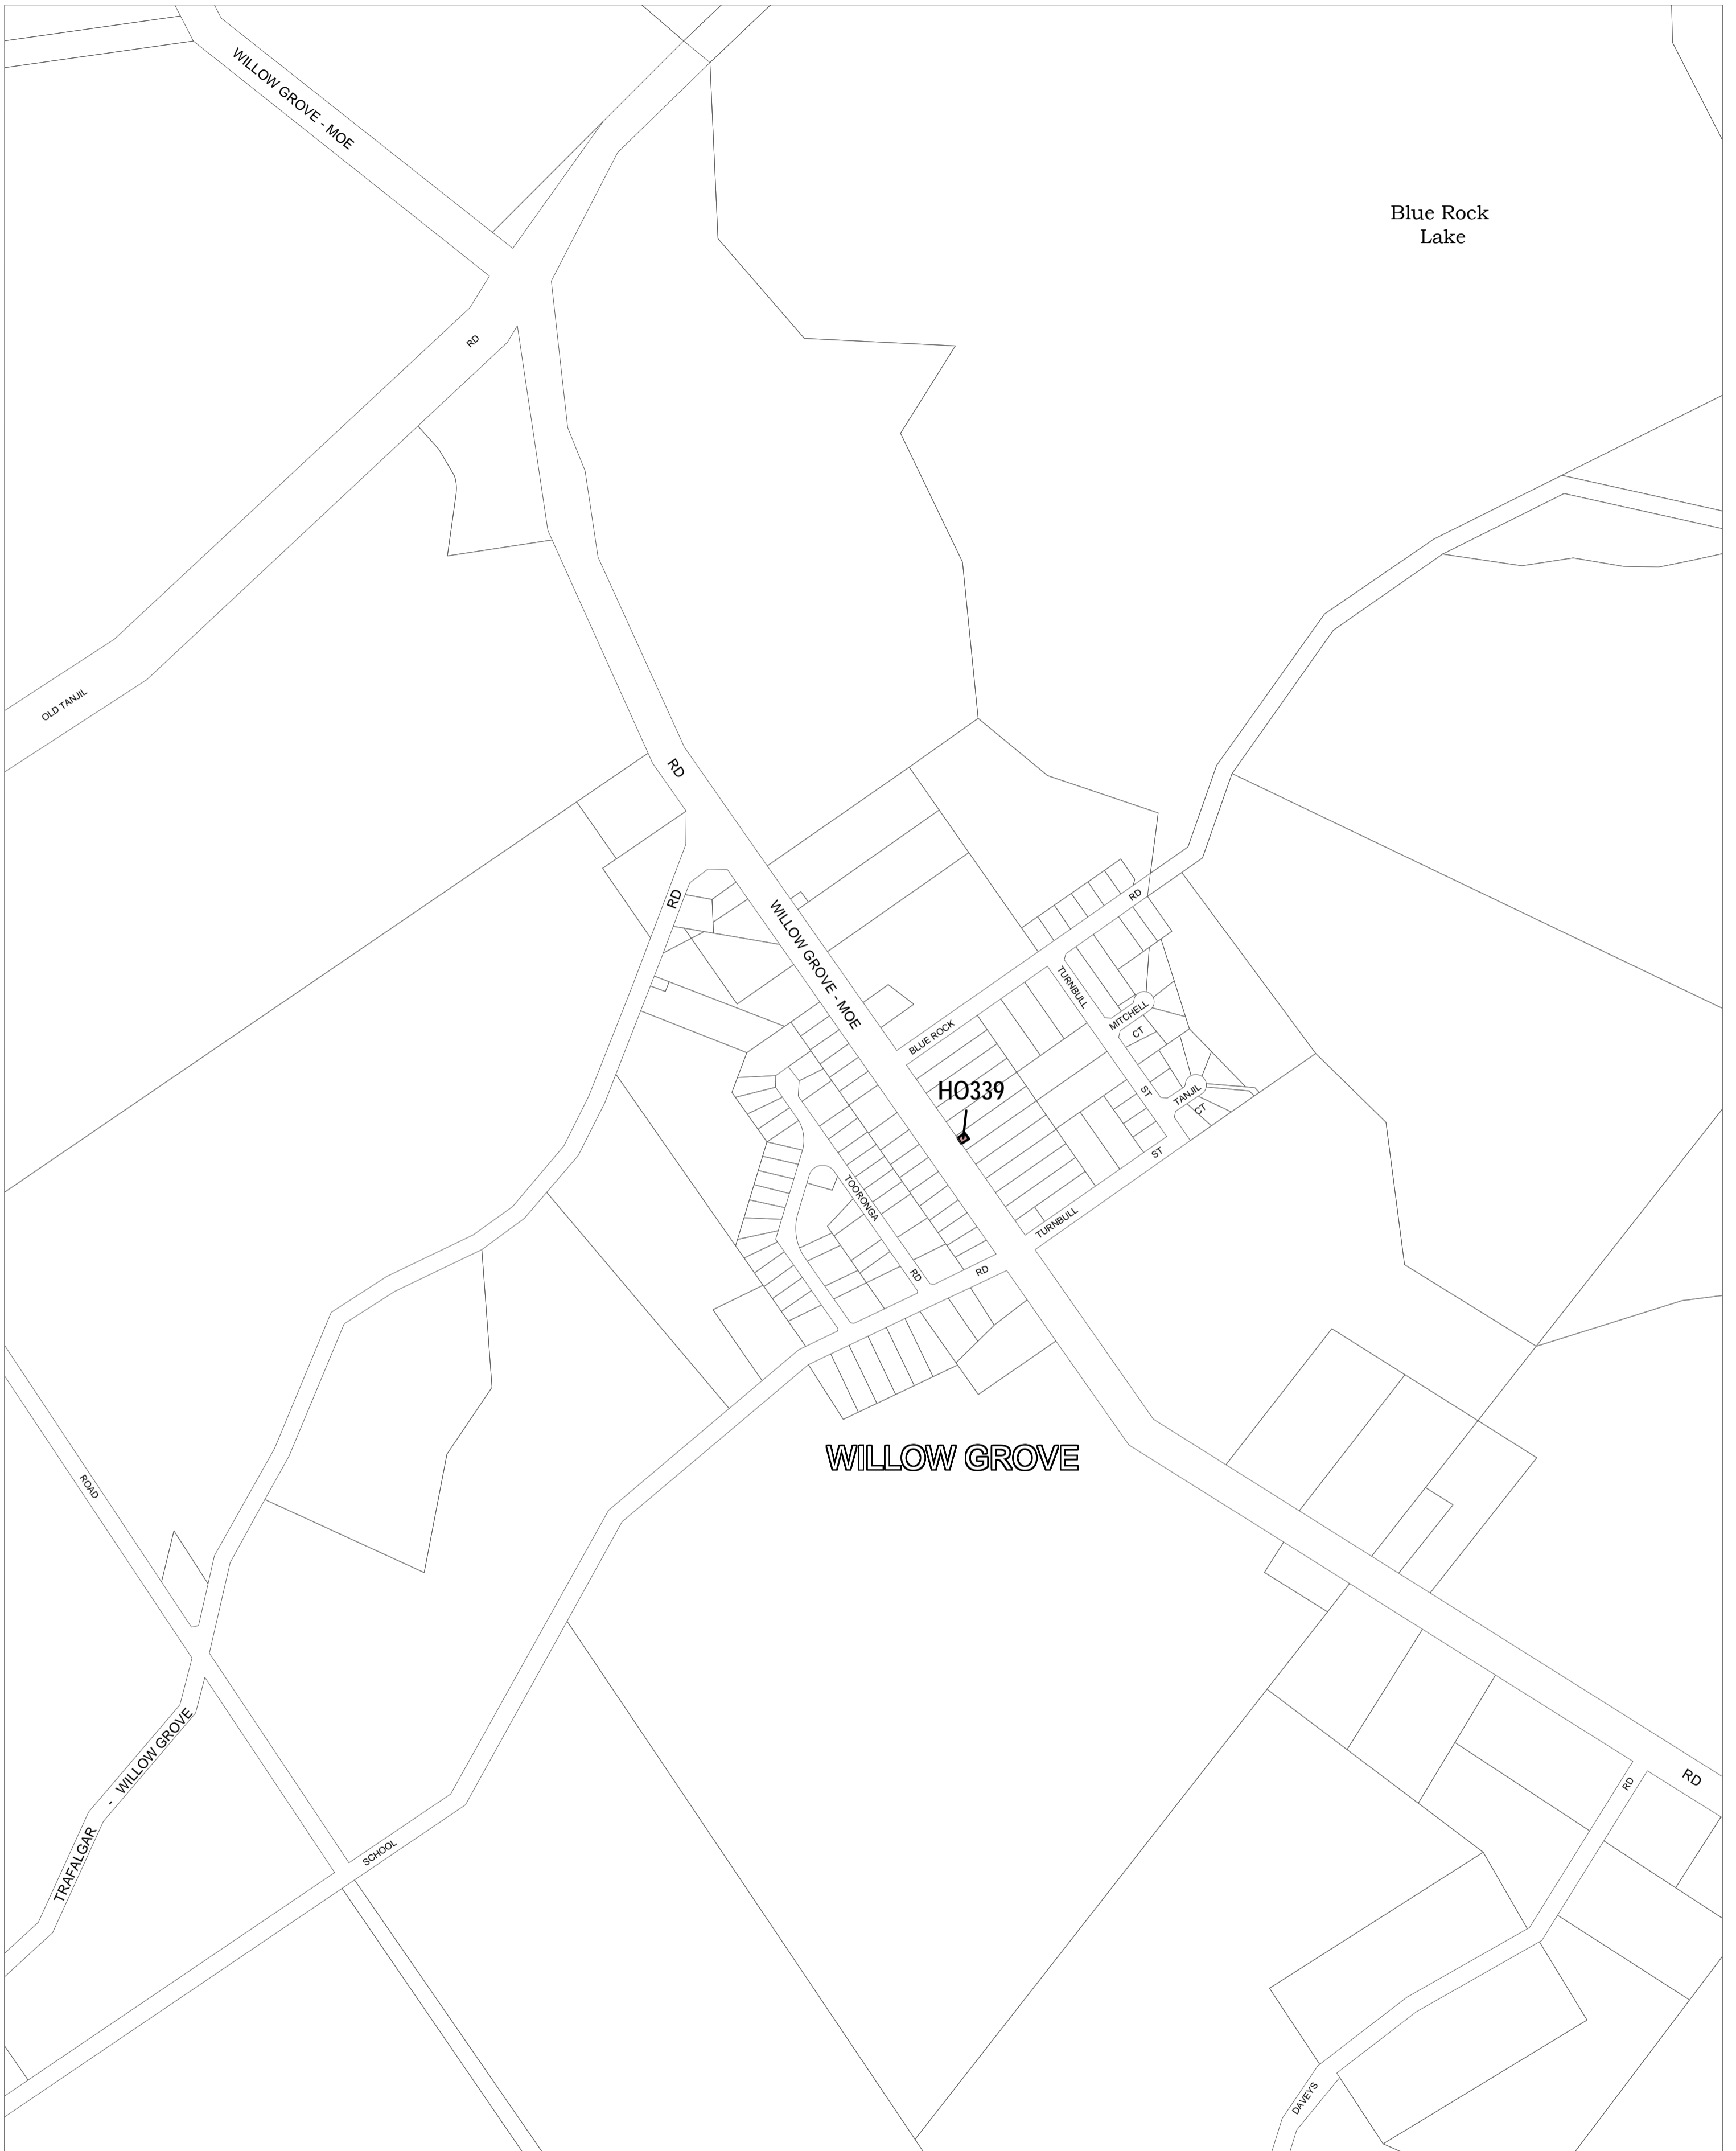 WILLOW GROVE - MOE
Blue Rock
Lake
RD
OLD TANJIL
RD
RD
WILLOW GROVE - MOE
RD
TURNBULL
MITCHELL
CT
BLUE ROCK
HO339
ST
TANJIL
CT
ST
TOORONGA
TURNBULL
RD
RD
WILLOW GROVE
ROAD
TRAFALGAR - WILLOW GROVE
RD
RD
SCHOOL
DAVEYS